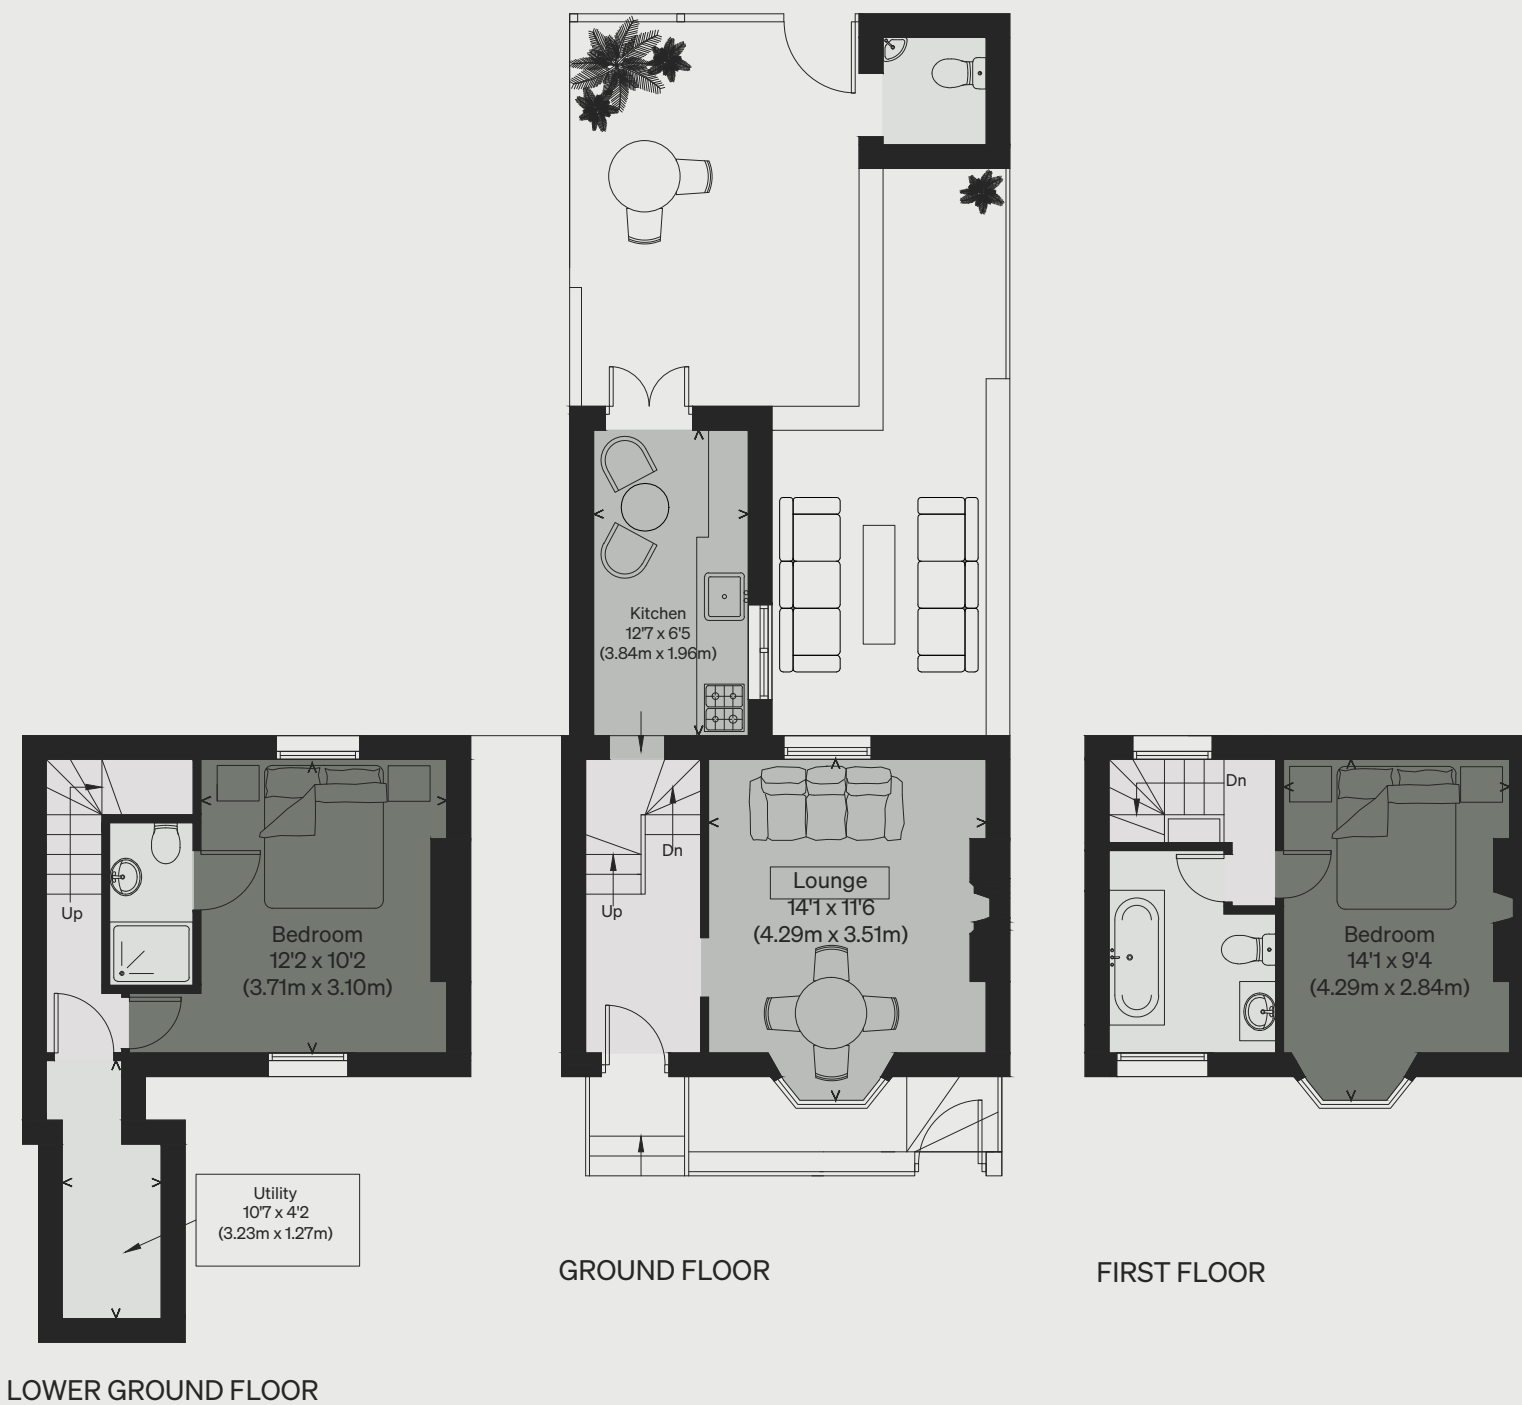 Kitchen
12'7 x 6'5
(3.84m x 1.96m)
Up
Bedroom
12'2 x 10'2
(3.71m x 3.10m)
Utility
10'7 x 4'2
(3.23m x 1.27m)
LOWER GROUND FLOOR
Dn
Up
Lounge
14'1 x 11'6
(4.29m x 3.51m)
GROUND FLOOR
Dn
Bedroom
14'1 x 9'4
(4.29m x 2.84m)
FIRST FLOOR